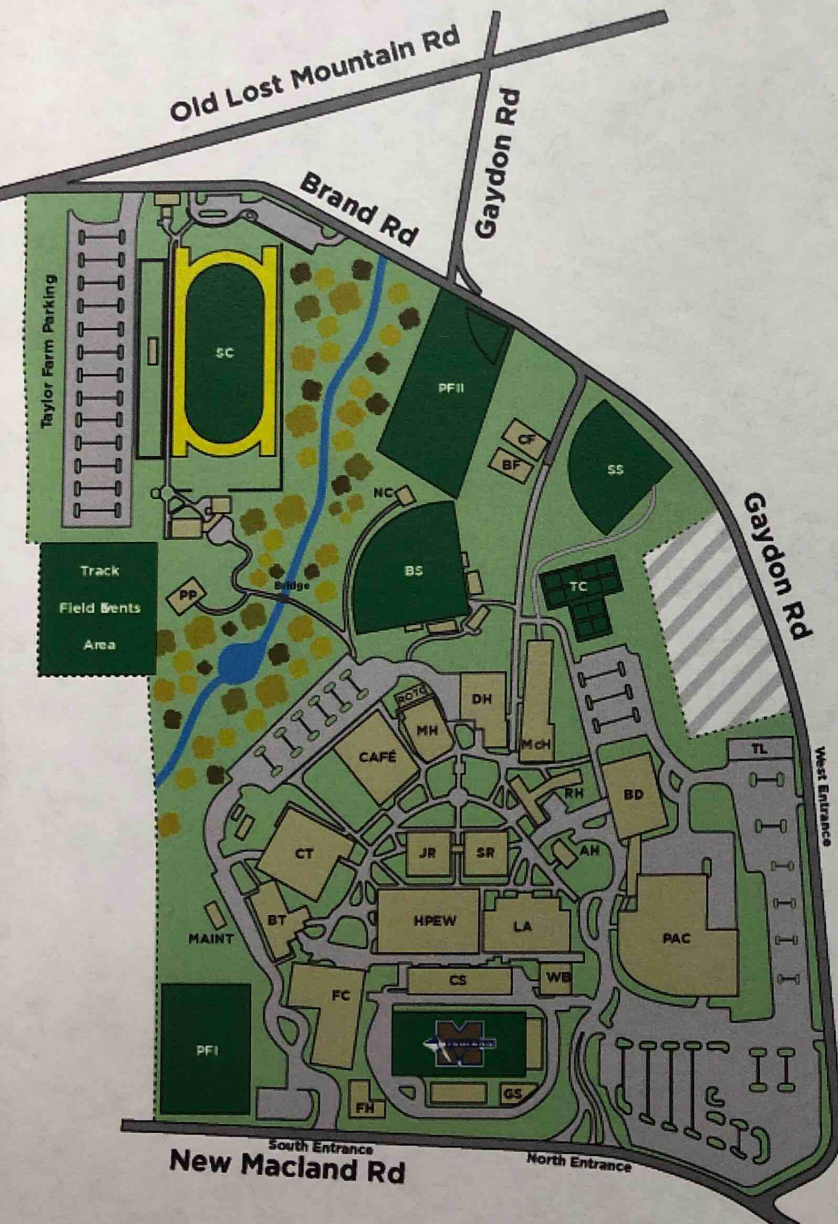 Old Lost Mountain Rd
Gaydon Rd
Brand Rd
Taylor Farm Parking
SC
PFII
CF
BF
SS
NC
Gaydon Rd
BS
TC
Track
Field Events
Area
PP
Bridge
ROTC
DH
MH
McH
CAFÉ
TL
West Entrance
RH
BD
CT
JR
SR
AH
BT
HPEW
LA
MAINT
PAC
CS
WB
FC
M
PFI
GS
FH
South Entrance
North Entrance
New Macland Rd